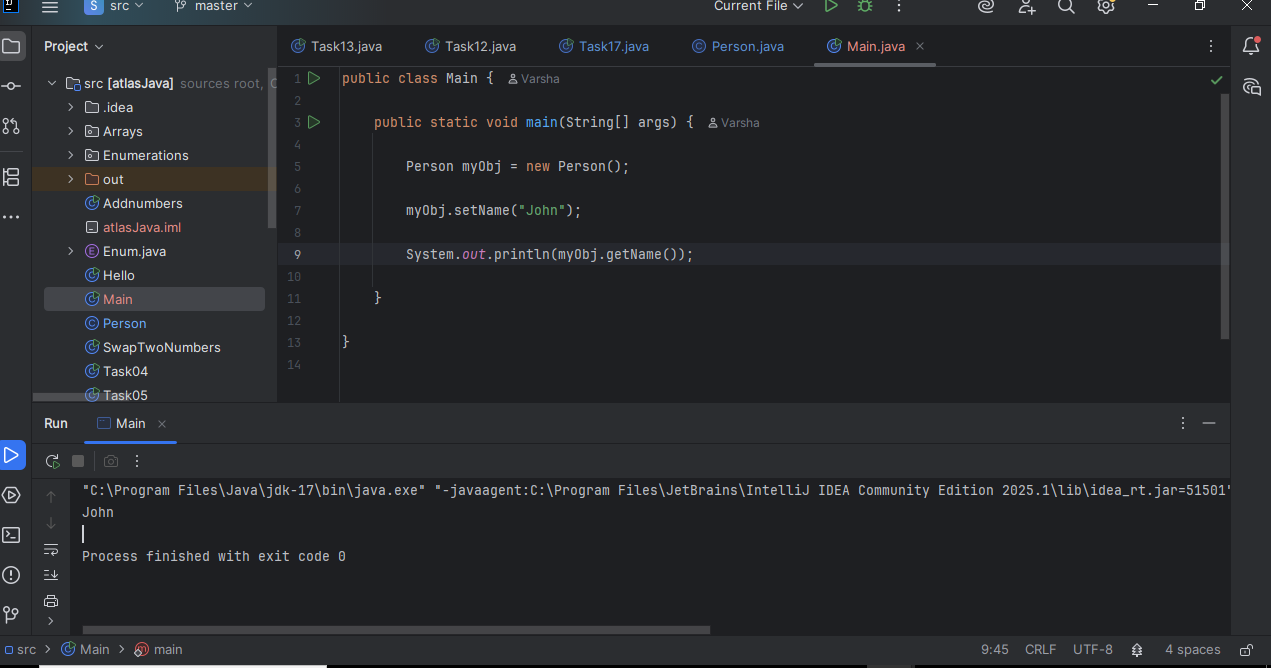 S src master Current File
Project
Task13.java Task12.java Task17.java Person.java Main.java
src [atlasJava] sources root,
.idea
Arrays
Enumerations
out
Addnumbers
atlasJava.iml
Enum.java
Hello
Main
Person
SwapTwoNumbers
Task04
Task05
1 public class Main { Varsha
2
3 public static void main(String[] args) { Varsha
4
5 Person myObj = new Person();
6
7 myObj.setName("John");
8
9 System.out.println(myObj.getName());
10
11 }
12
13 }
14
Run Main
"C:\Program Files\Java\jdk-17\bin\java.exe" "-javaagent:C:\Program Files\JetBrains\IntelliJ IDEA Community Edition 2025.1\lib\idea_rt.jar=51501"
John
Process finished with exit code 0
src > Main > main 9:45 CRLF UTF-8 4 spaces